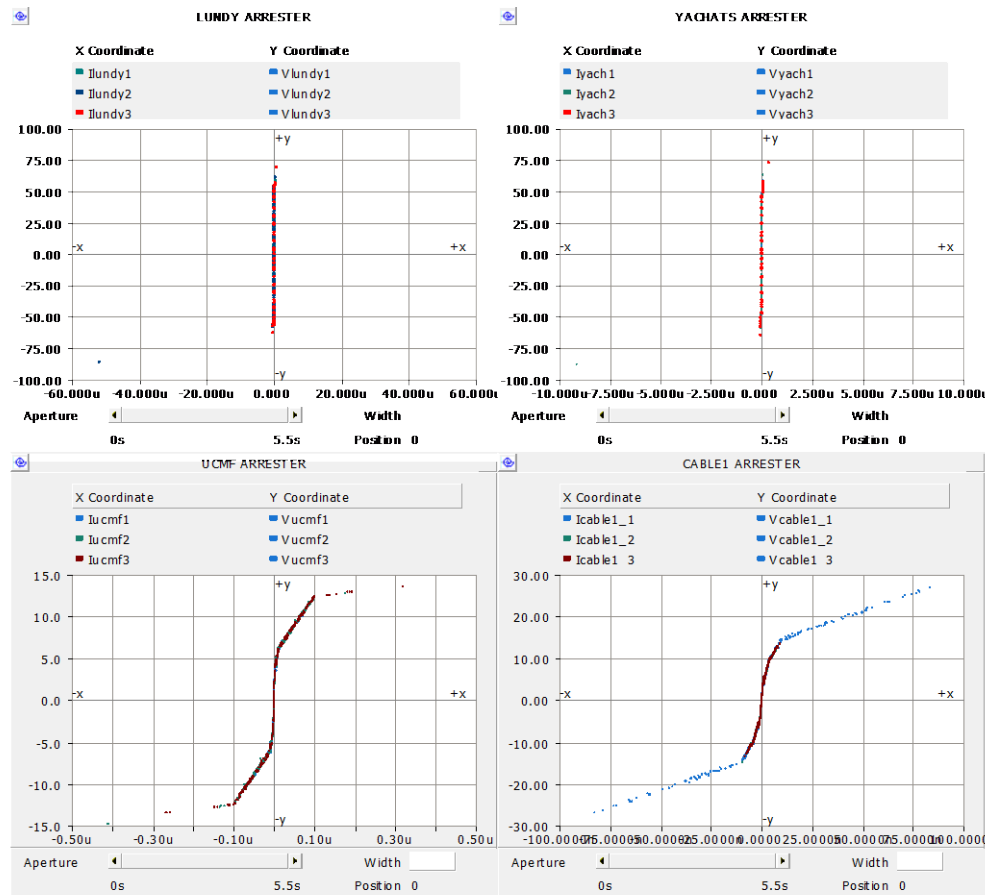 LUNDY ARRESTER
X Coordinate Y Coordinate
Ilundy1 Vlundy1
Ilundy2 Vlundy2
Ilundy3 Vlundy3
100.00
+y
75.00
50.00
25.00
-x +x
0.00
-25.00
-50.00
-75.00
-y
-100.00
-60.000u -40.000u -20.000u 0.000 20.000u 40.000u 60.000u
Aperture Width
0s 5.5s Position 0
YACHATS ARRESTER
X Coordinate Y Coordinate
Iyach1 Vyach1
Iyach2 Vyach2
Iyach3 Vyach3
100.00
+y
75.00
50.00
25.00
-x +x
0.00
-25.00
-50.00
-75.00
-y
-100.00
-10.000u -7.500u -5.000u -2.500u 0.000 2.500u 5.000u 7.500u 10.000u
Aperture Width
0s 5.5s Position 0
UCMF ARRESTER
X Coordinate Y Coordinate
Iucmf1 Vucmf1
Iucmf2 Vucmf2
Iucmf3 Vucmf3
15.0
+y
10.0
5.0
-x +x
0.0
-5.0
-10.0
-y
-15.0
-0.50u -0.30u -0.10u 0.10u 0.30u 0.50u
Aperture Width
0s 5.5s Position 0
CABLE1 ARRESTER
X Coordinate Y Coordinate
Icable1_1 Vcable1_1
Icable1_2 Vcable1_2
Icable1_3 Vcable1_3
30.00
+y
20.00
10.00
-x +x
0.00
-10.00
-20.00
-y
-30.00
Aperture Width
0s 5.5s Position 0